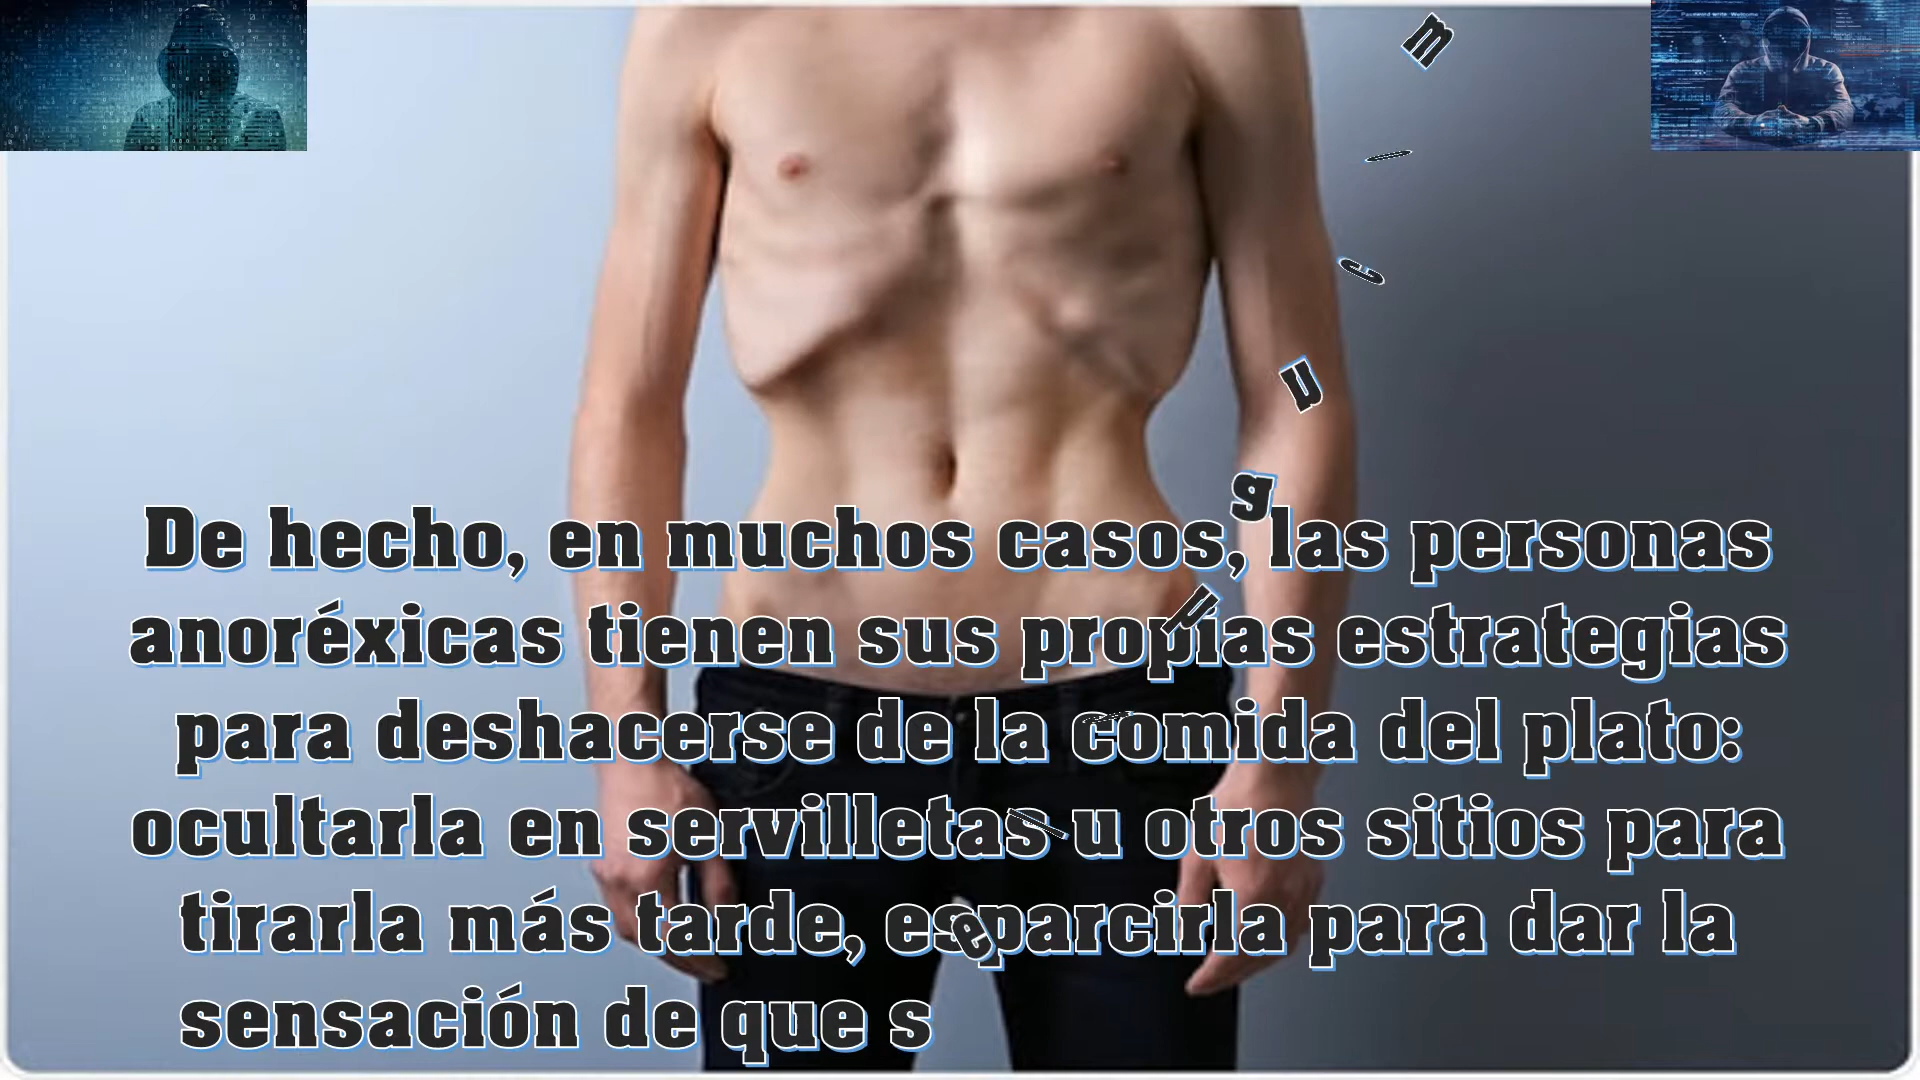 De hecho, en muchos casos, las personas
anoréxicas tienen sus propias estrategias
para deshacerse de la comida del plato:
ocultarla en servilletas u otros sitios para
tirarla más tarde, esparcirla para dar la
sensación de que s